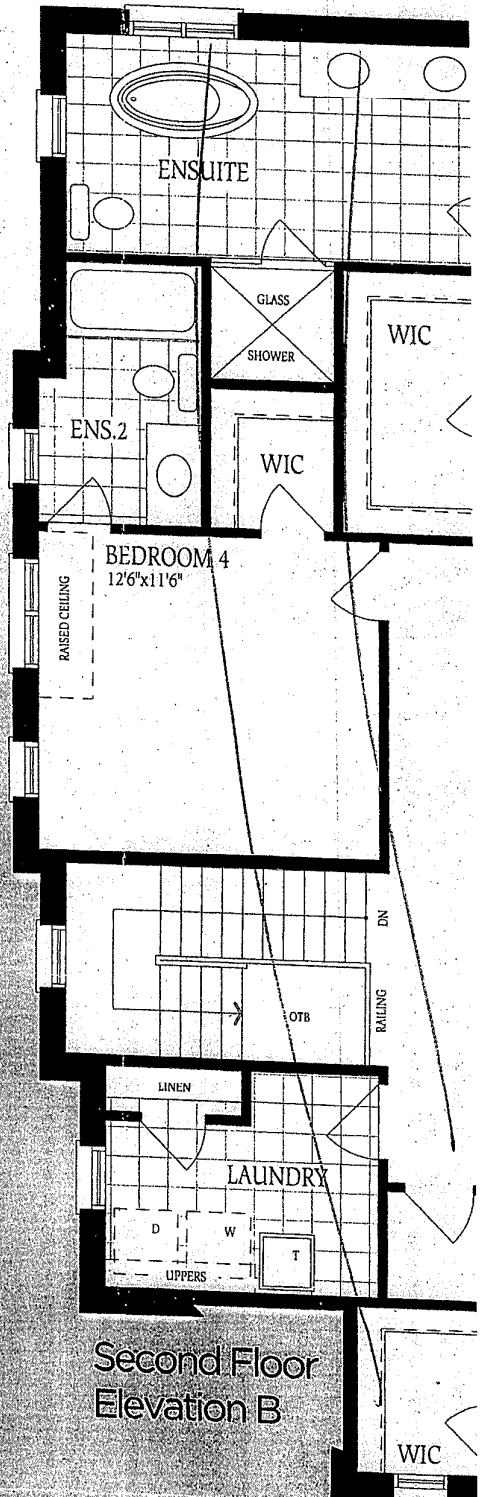 ENSUITE
GLASS
SHOWER
WIC
ENS.2
WIC
BEDROOM 4
12'6"x11'6"
RAISED CEILING
DN
OTB
RAILING
LINEN
LAUNDRY
D
W
T
UPPERS
Second Floor
Elevation B
WIC